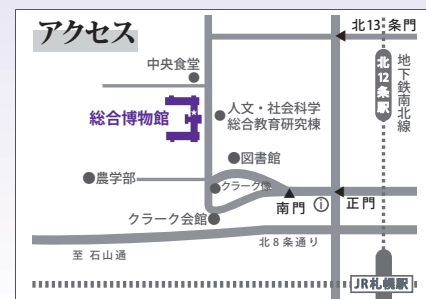 アクセス
北13条門
中央食堂
北12条駅
地下鉄南北線
総合博物館
人文・社会科学
総合教育研究棟
図書館
農学部
クラーク像
南門
i
正門
クラーク会館
北8条通り
至 石山通
JR札幌駅